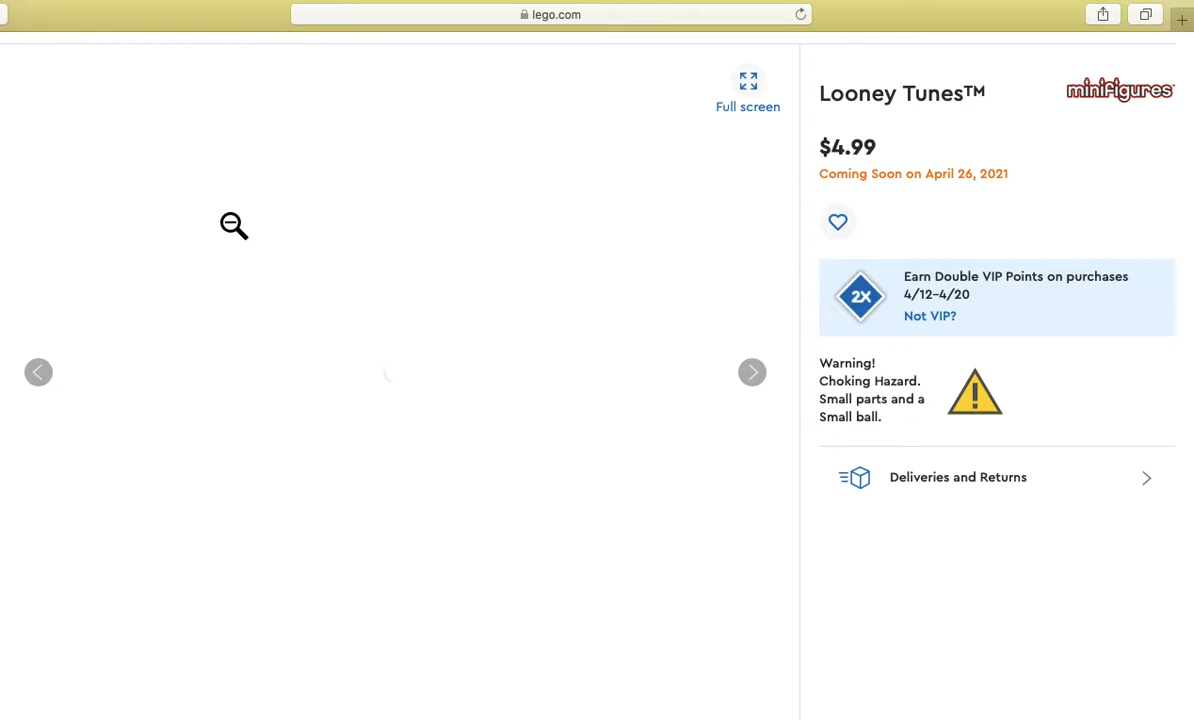 lego.com
Full screen
Looney Tunes™
minifigures
$4.99
Coming Soon on April 26, 2021
2X
Earn Double VIP Points on purchases
4/12–4/20
Not VIP?
Warning!
Choking Hazard.
Small parts and a
Small ball.
Deliveries and Returns